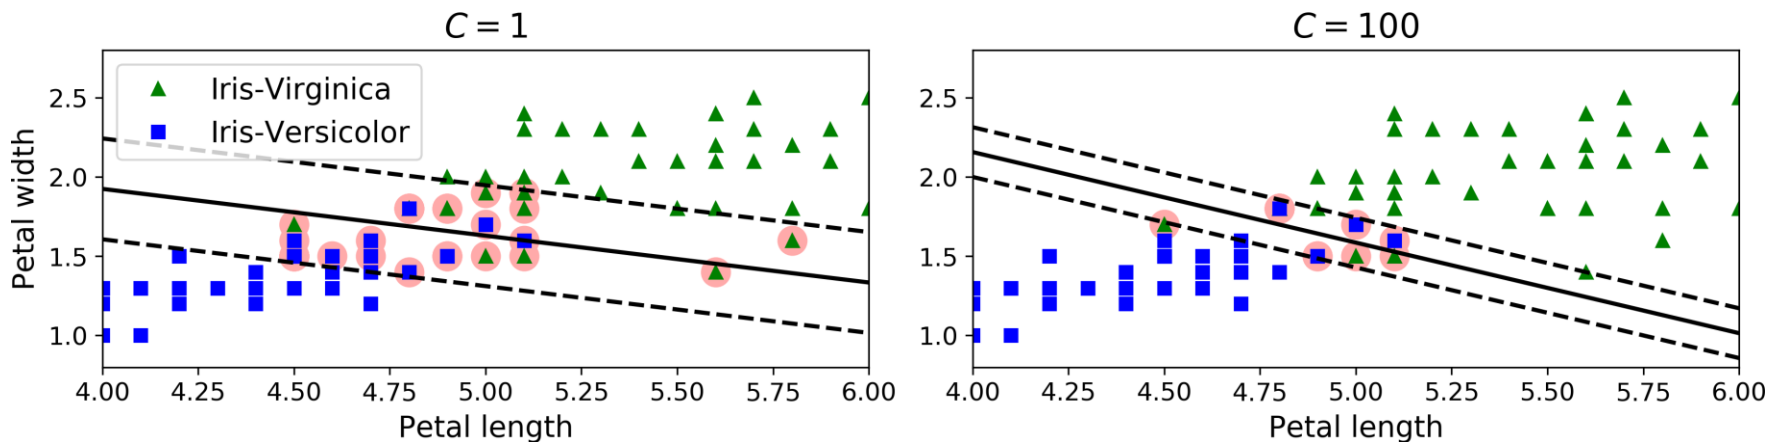 C = 1
Iris-Virginica
Iris-Versicolor
Petal width
2.5
2.0
1.5
1.0
4.00 4.25 4.50 4.75 5.00 5.25 5.50 5.75 6.00
Petal length
C = 100
2.5
2.0
1.5
1.0
4.00 4.25 4.50 4.75 5.00 5.25 5.50 5.75 6.00
Petal length